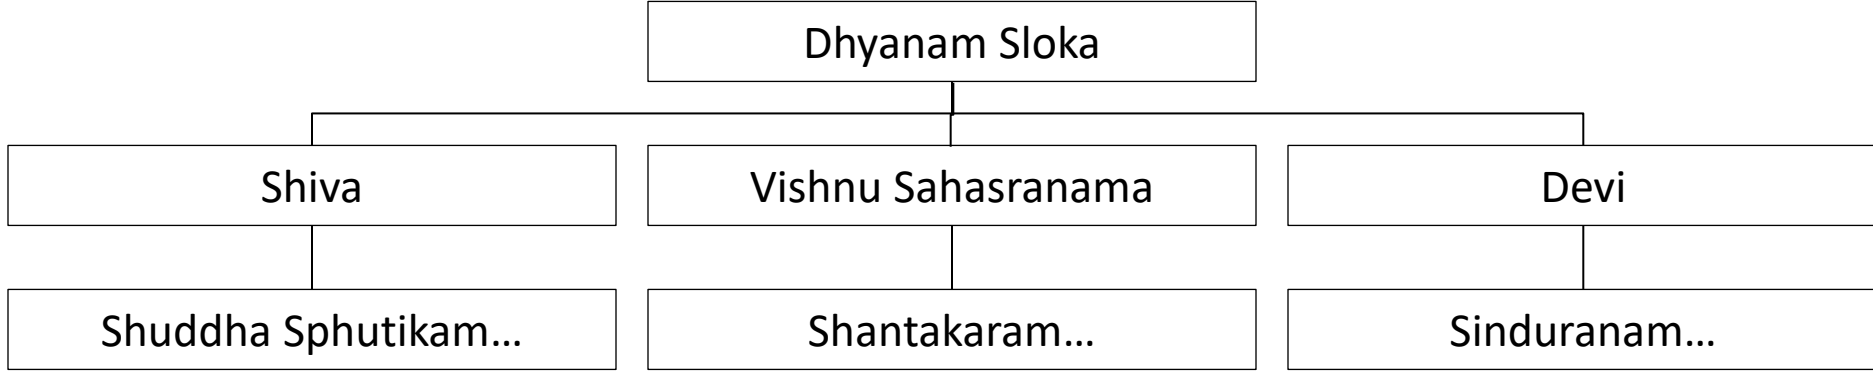 Dhyanam Sloka
Shiva
Vishnu Sahasranama
Devi
Shuddha Sphutikam...
Shantakaram...
Sinduranam...